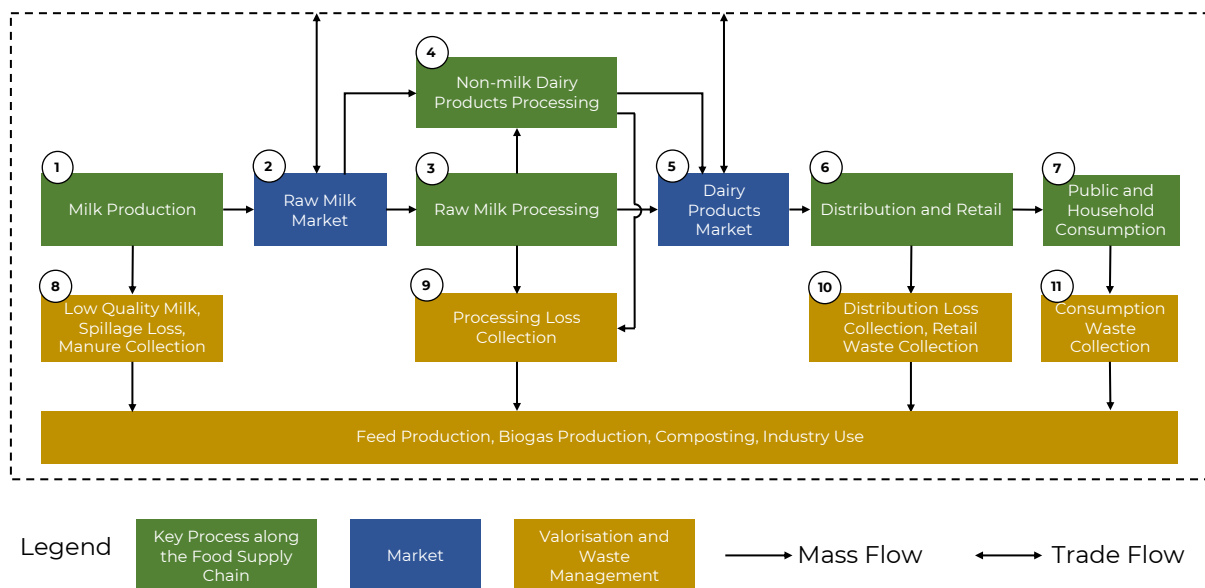 4
Non-milk Dairy
Products Processing
1
Milk Production
2
Raw Milk
Market
3
Raw Milk Processing
5
Dairy
Products
Market
6
Distribution and Retail
7
Public and
Household
Consumption
8
Low Quality Milk,
Spillage Loss,
Manure Collection
9
Processing Loss
Collection
10
Distribution Loss
Collection, Retail
Waste Collection
11
Consumption
Waste
Collection
Feed Production, Biogas Production, Composting, Industry Use
Legend
Key Process along
the Food Supply
Chain
Market
Valorisation and
Waste
Management
Mass Flow
Trade Flow